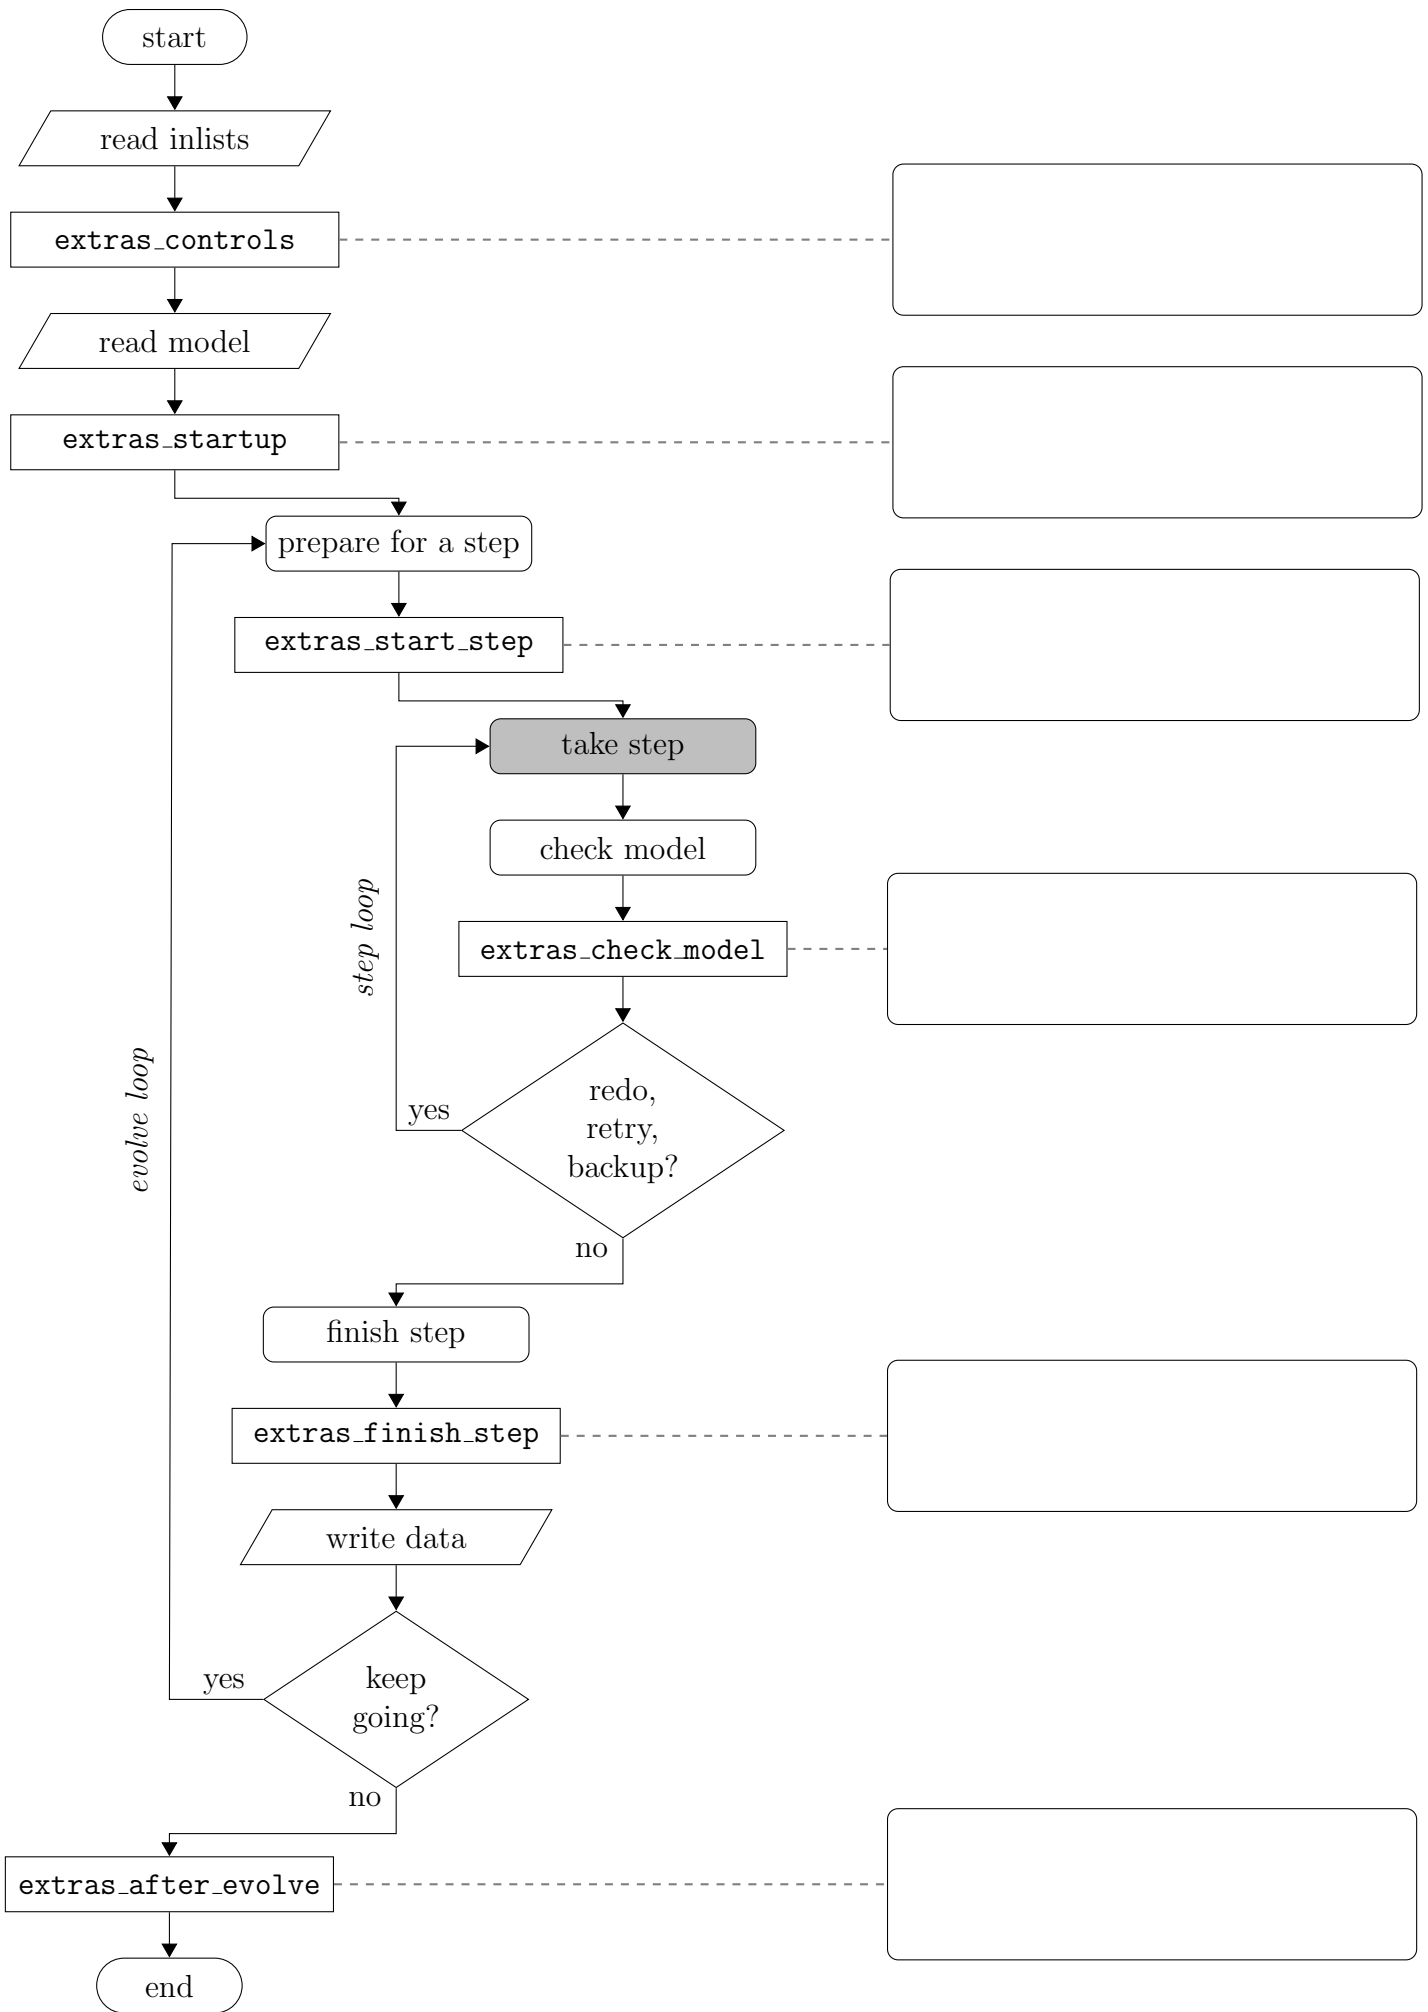 start
read inlists
extras_controls
read model
extras_startup
prepare for a step
extras_start_step
take step
check model
step loop
extras_check_model
evolve loop
redo,
retry,
backup?
yes
no
finish step
extras_finish_step
write data
keep
going?
yes
no
extras_after_evolve
end